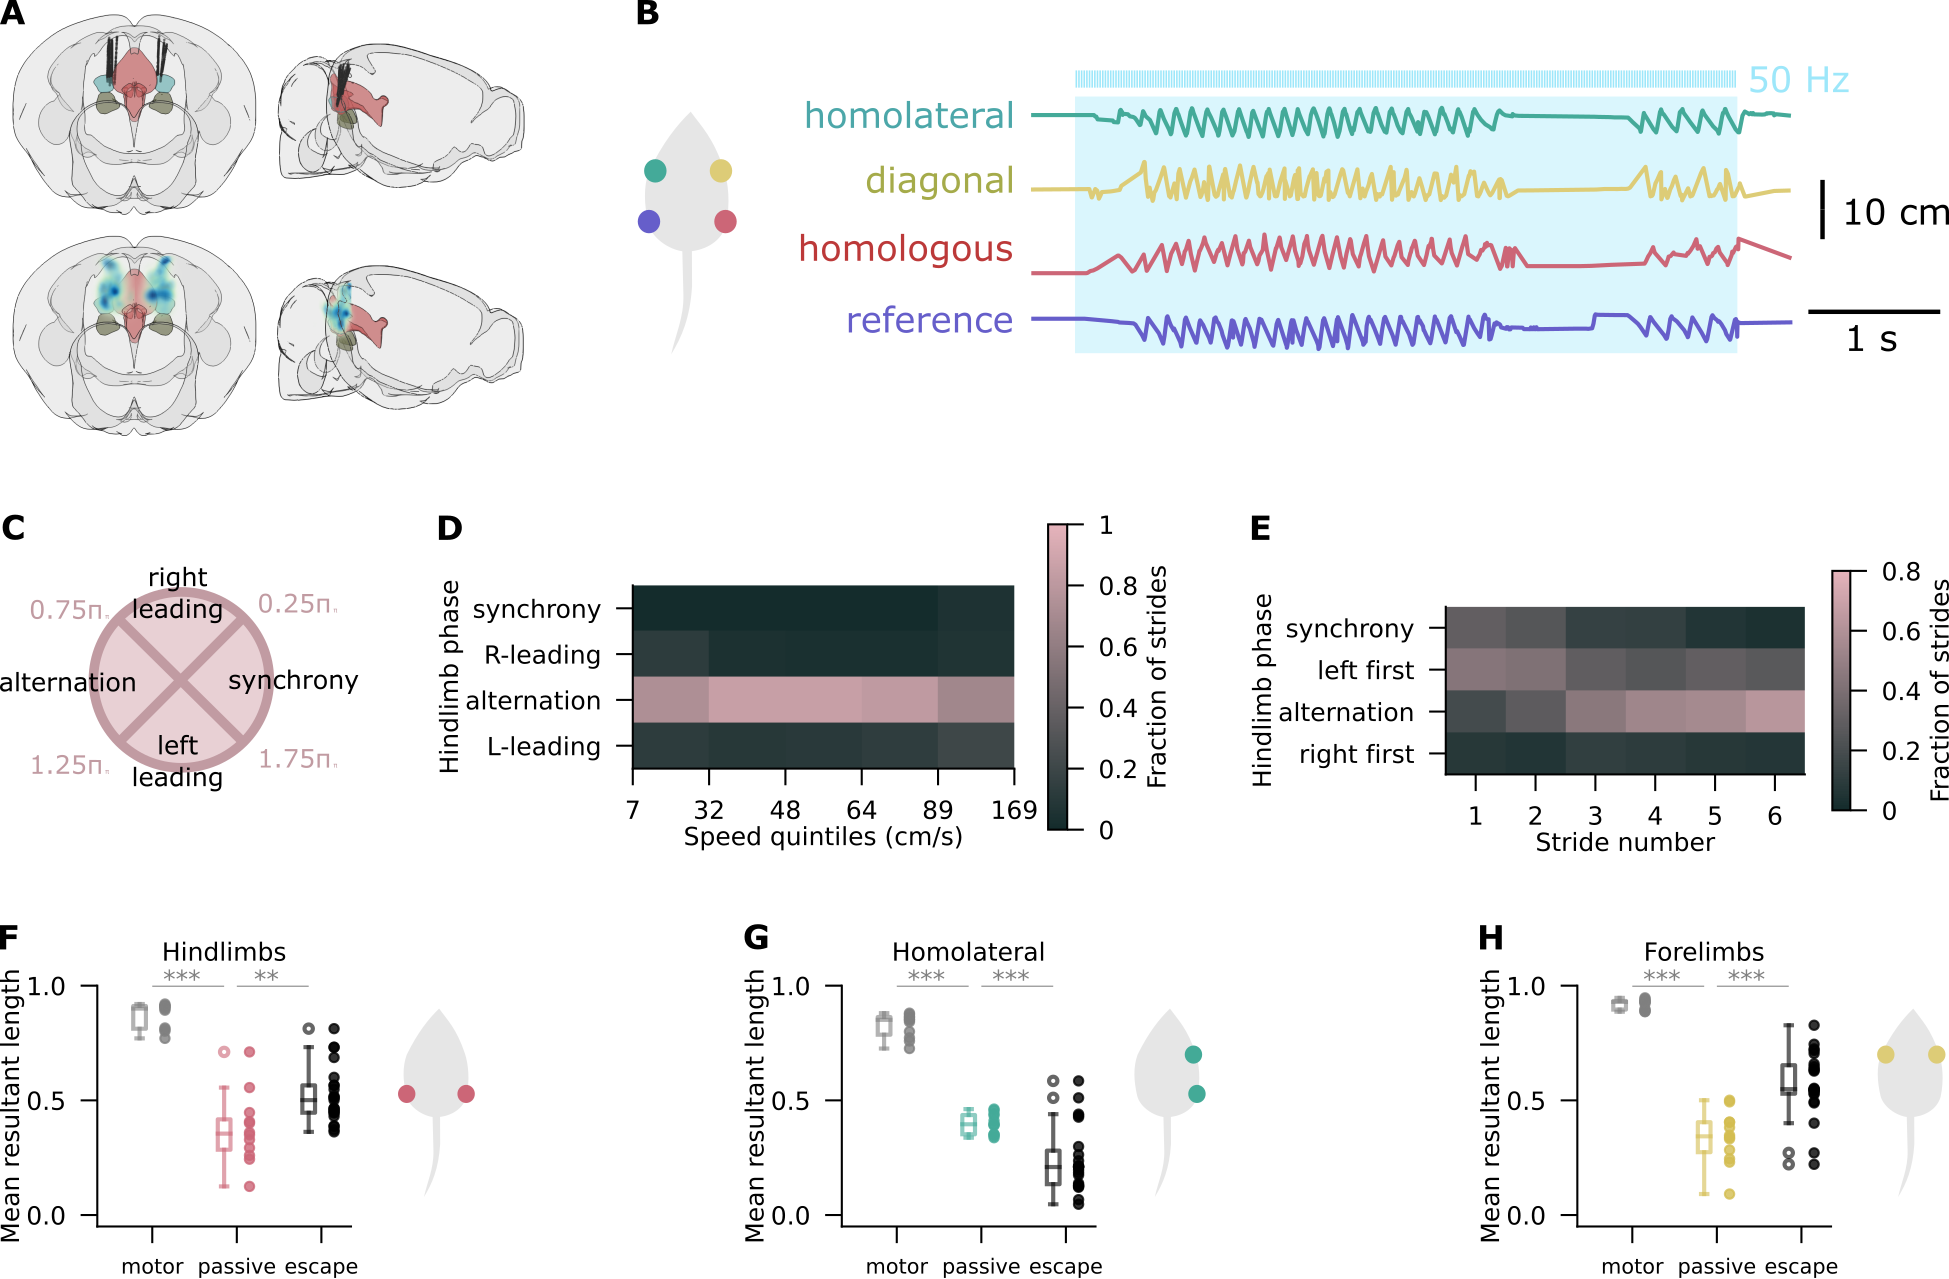 A
B
50 Hz
homolateral
diagonal
homologous
reference
10 cm
1 s
C
right
leading
0.75π
0.25π
alternation
synchrony
left
leading
1.25π
1.75π
D
Hindlimb phase
synchrony
R-leading
alternation
L-leading
7 32 48 64 89 169
Speed quintiles (cm/s)
1
0.8
0.6
0.4
0.2
0
Fraction of strides
E
Hindlimb phase
synchrony
left first
alternation
right first
1 2 3 4 5 6
Stride number
0.8
0.6
0.4
0.2
0
Fraction of strides
F
Hindlimbs
*** **
Mean resultant length
1.0
0.5
0.0
motor passive escape
G
Homolateral
*** ***
Mean resultant length
1.0
0.5
0.0
motor passive escape
H
Forelimbs
*** ***
Mean resultant length
1.0
0.5
0.0
motor passive escape